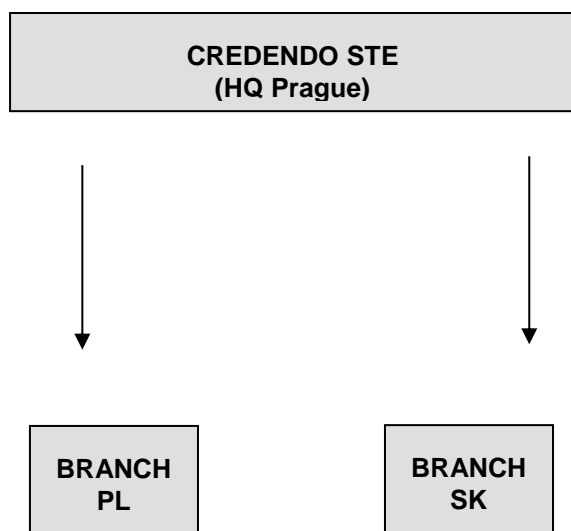 CREDENDO STE
(HQ Prague)
BRANCH
PL
BRANCH
SK